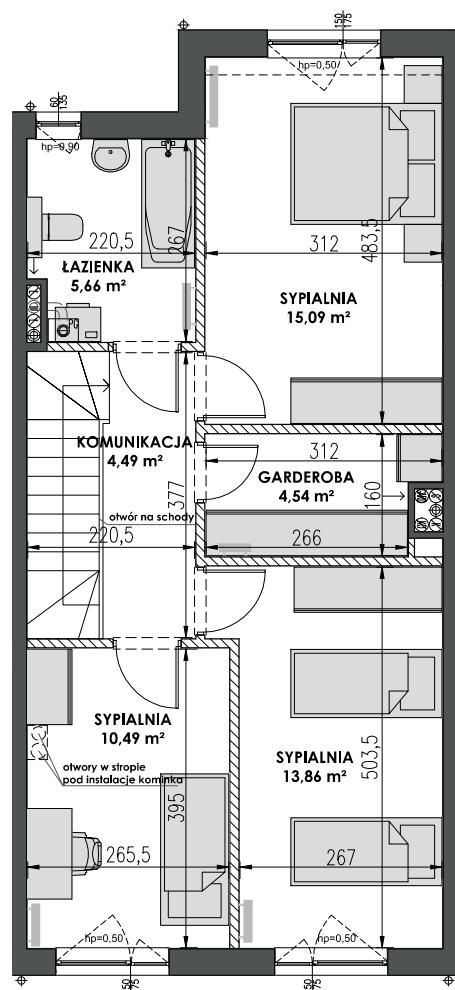 150
175
hp=0,50
60
135
hp=0,90
220,5
267
ŁAZIENKA
5,66 m²
PG
312
483,5
SYPIALNIA
15,09 m²
KOMUNIKACJA
4,49 m²
otwór na schody
377
220,5
312
GARDEROBA
4,54 m²
160
266
SYPIALNIA
10,49 m²
otwory w stropie
pod instalacje kominka
395
265,5
SYPIALNIA
13,86 m²
503,5
267
hp=0,50
hp=0,50